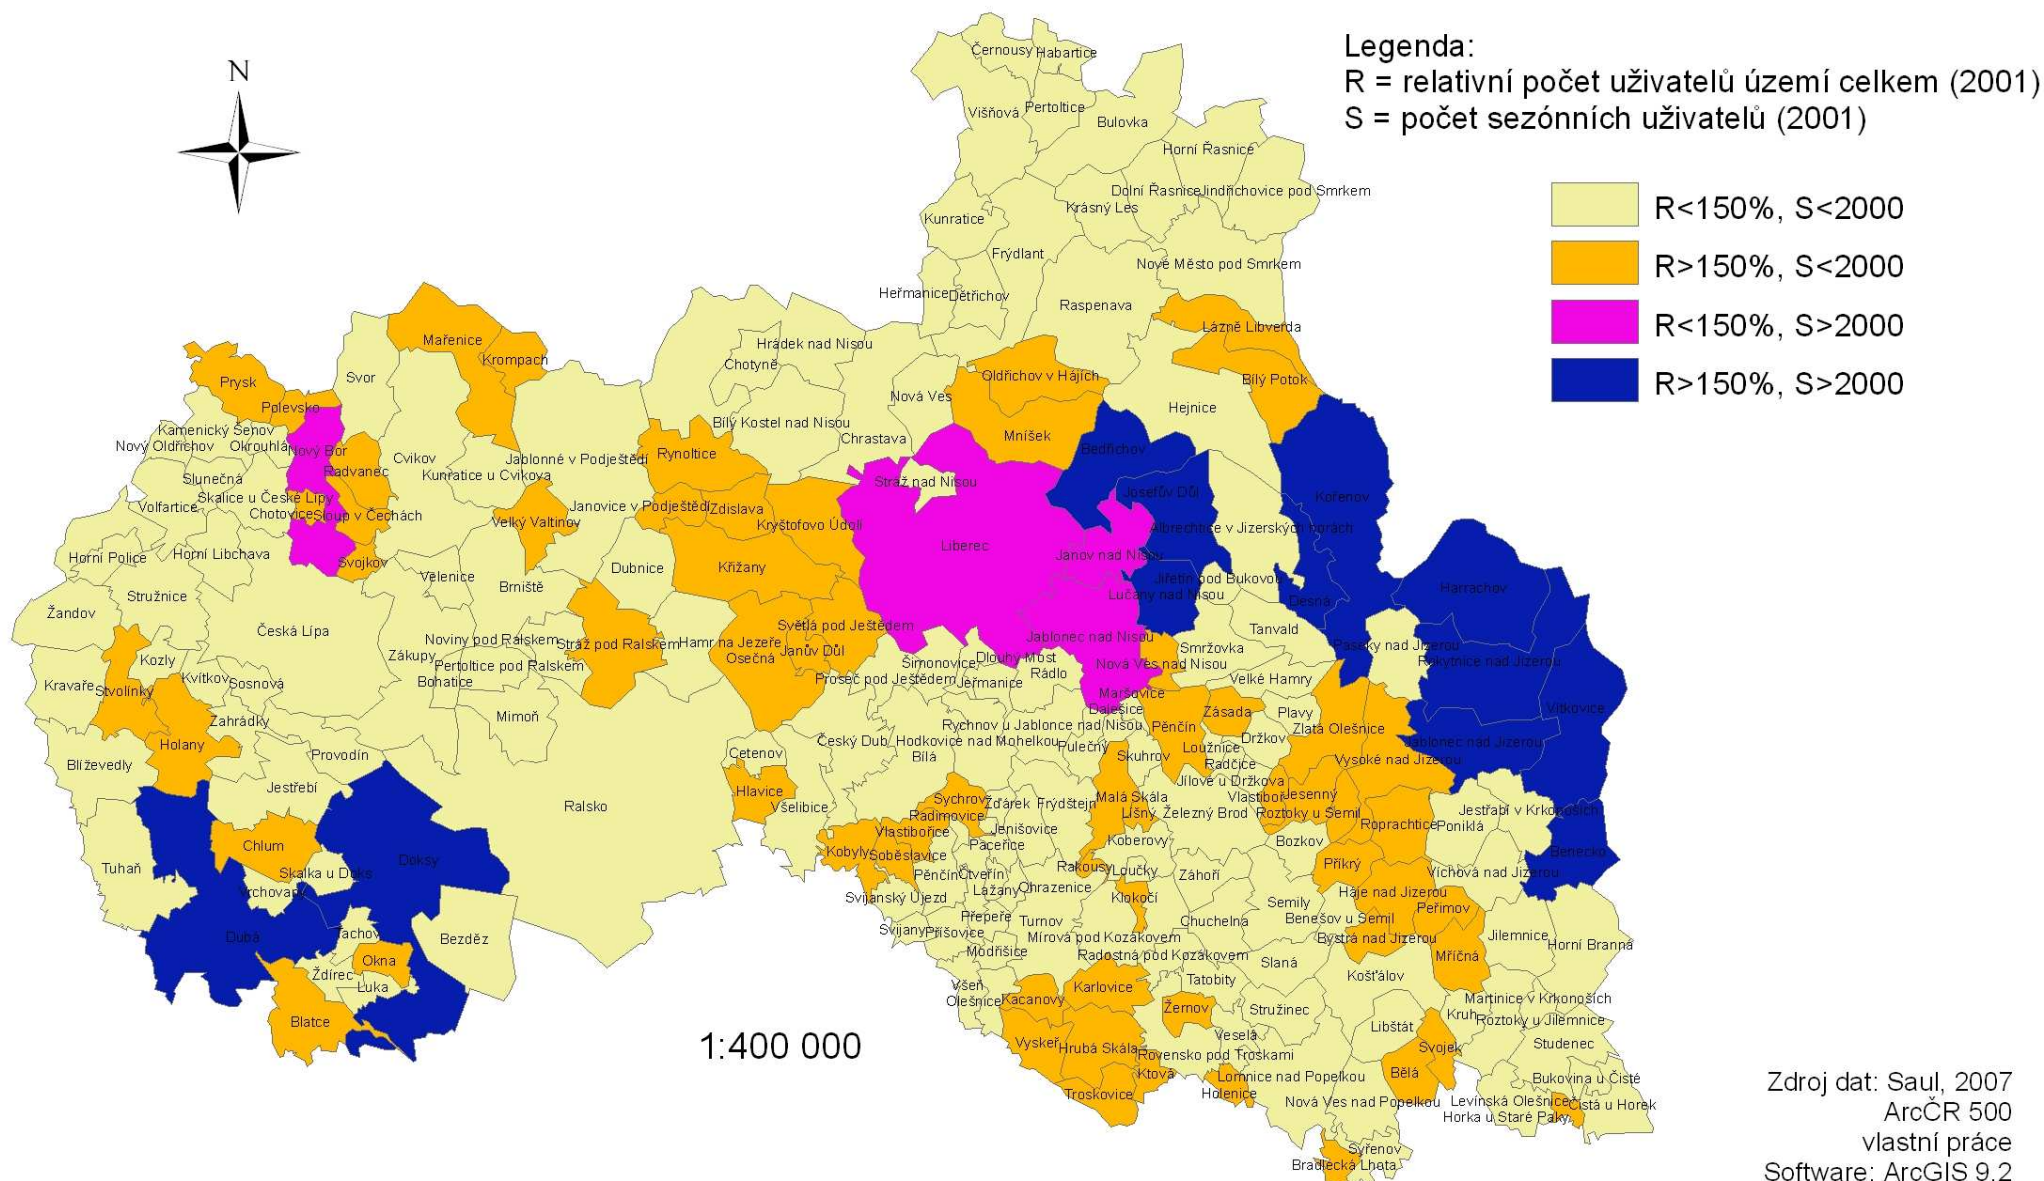 N
Legenda:
R = relativní počet uživatelů území celkem (2001)
S = počet sezónních uživatelů (2001)
R<150%, S<2000
R>150%, S<2000
R<150%, S>2000
R>150%, S>2000
Černousy
Habartice
Višňová
Pertoltice
Bulovka
Horní Řasnice
Dolní Řasnice
Jindřichovice pod Smrkem
Krásný Les
Kunratice
Frýdlant
Nové Město pod Smrkem
Heřmanice
Dětřichov
Raspenava
Lázně Libverda
Mařenice
Krompach
Hrádek nad Nisou
Chotyně
Svor
Prysk
Polevsko
Oldřichov v Hájích
Bílý Potok
Nová Ves
Hejnice
Bílý Kostel nad Nisou
Chrastava
Mníšek
Kamenický Šenov
Nový Oldřichov
Okrouhlá
Nový Bor
Radvanec
Cvikov
Kunratice u Cvikova
Jablonné v Podještědí
Rynoltice
Bedřichov
Slunečná
Stráž nad Nisou
Josefův Důl
Kořenov
Skalice u České Lípy
Volfartice
Chotovice
Sloup v Čechách
Velký Valtinov
Janovice v Podještědí
Zdislava
Kryštofovo Údolí
Albrechtice v Jizerských horách
Horní Police
Horní Libchava
Svojkov
Liberec
Janov nad Nisou
Velenice
Brniště
Dubnice
Křižany
Jiřetín pod Bukovou
Lučany nad Nisou
Desná
Harrachov
Žandov
Stružnice
Česká Lípa
Noviny pod Ralskem
Stráž pod Ralskem
Hamr na Jezeře
Světlá pod Ještědem
Jablonec nad Nisou
Tanvald
Paseky nad Jizerou
Rokytnice nad Jizerou
Kozly
Zákupy
Pertoltice pod Ralskem
Bohatice
Osečná
Janův Důl
Šimonovice
Dlouhý Most
Smržovka
Nová Ves nad Nisou
Kravaře
Stvolínky
Kvítkov
Sosnová
Proseč pod Ještědem
Jeřmanice
Rádlo
Velké Hamry
Maršovice
Dalešice
Vítkovice
Zahrádky
Mimoň
Rychnov u Jablonce nad Nisou
Pěnčín
Zásada
Plavy
Zlatá Olešnice
Jablonec nad Jizerou
Holany
Provodín
Cetenov
Český Dub
Hodkovice nad Mohelkou
Bílá
Pulečný
Skuhrov
Loužnice
Držkov
Radčice
Vysoké nad Jizerou
Blíževedly
Jestřebí
Hlavice
Všelibice
Ralsko
Jílové u Držkova
Sychrov
Žďárek
Frýdštejn
Malá Skála
Vlastiboř
Jesenný
Radimovice
Líšný
Železný Brod
Roztoky u Semil
Jestřabí v Krkonoších
Vlastibořice
Jenišovice
Roprachtice
Poniklá
Chlum
Doksy
Kobyly
Soběslavice
Paceřice
Koberovy
Bozkov
Benecko
Tuhaň
Skalka u Doks
Pěnčín
Čtveřín
Rakousy
Loučky
Záhoří
Příkrý
Víchová nad Jizerou
Vrchovany
Svijanský Újezd
Lažany
Ohrazenice
Klokočí
Háje nad Jizerou
Semily
Peřimov
Svijany
Příšovice
Přepeře
Turnov
Chuchelna
Benešov u Semil
Dubá
Tachov
Bezděz
Mírová pod Kozákovem
Bystrá nad Jizerou
Jilemnice
Horní Branná
Modřišice
Radostná pod Kozákovem
Slaná
Mříčná
Okna
Ždírec
Luka
Všeň
Olešnice
Kacanovy
Karlovice
Tatobity
Košťálov
Blatce
Žernov
Stružinec
Martinice v Krkonoších
Kruh
Roztoky u Jilemnice
Libštát
Vyskeř
Hrubá Skála
Veselá
Rovensko pod Troskami
Svojek
Studenec
1:400 000
Ktová
Troskovice
Lomnice nad Popelkou
Holenice
Bělá
Bukovina u Čisté
Nová Ves nad Popelkou
Levínská Olešnice
Čistá u Horek
Horka u Staré Paky
Syřenov
Bradlecká Lhota
Zdroj dat: Saul, 2007
ArcČR 500
vlastní práce
Software: ArcGIS 9.2